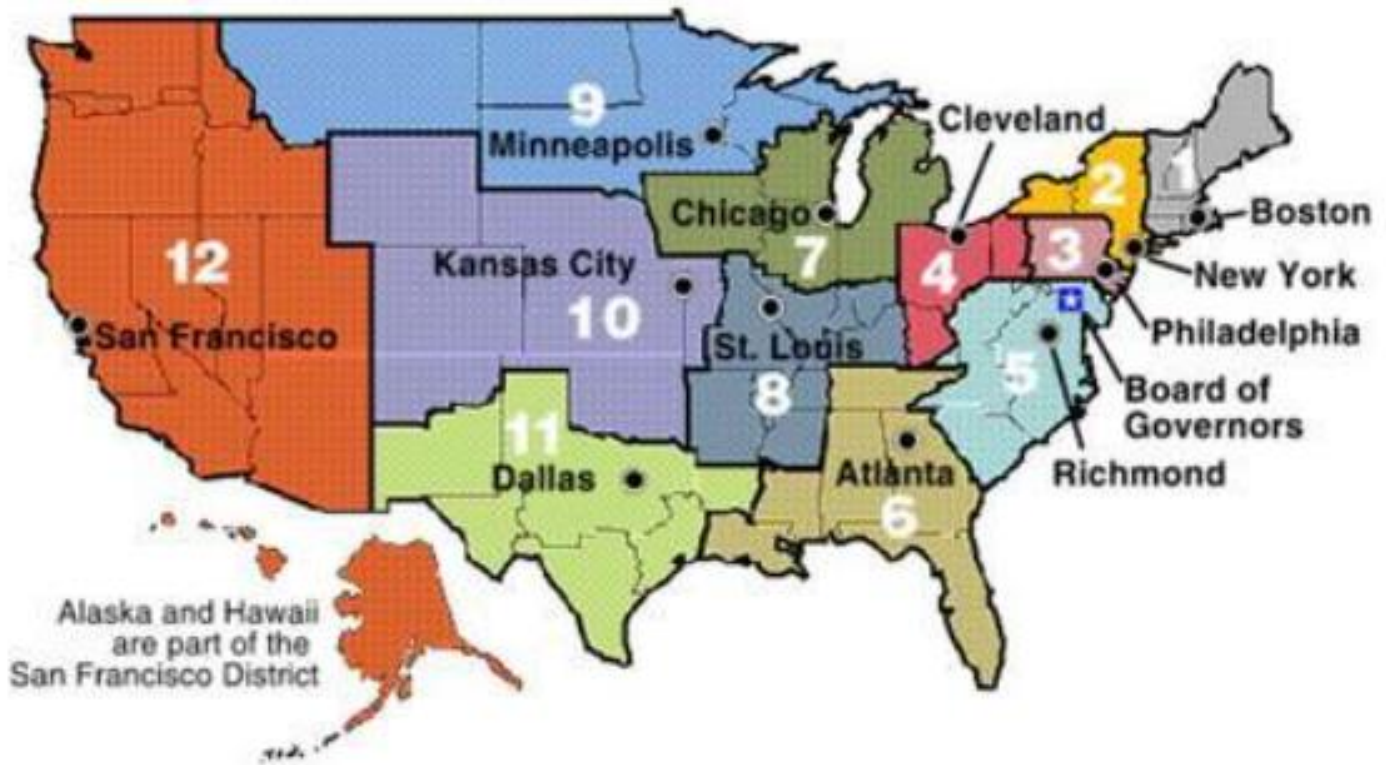 Cleveland
9
Minneapolis
2
1
Chicago
Boston
7
3
12
Kansas City
4
New York
10
San Francisco
St. Louis
Philadelphia
5
8
Board of
Governors
11
Dallas
Atlanta
Richmond
6
Alaska and Hawaii
are part of the
San Francisco District